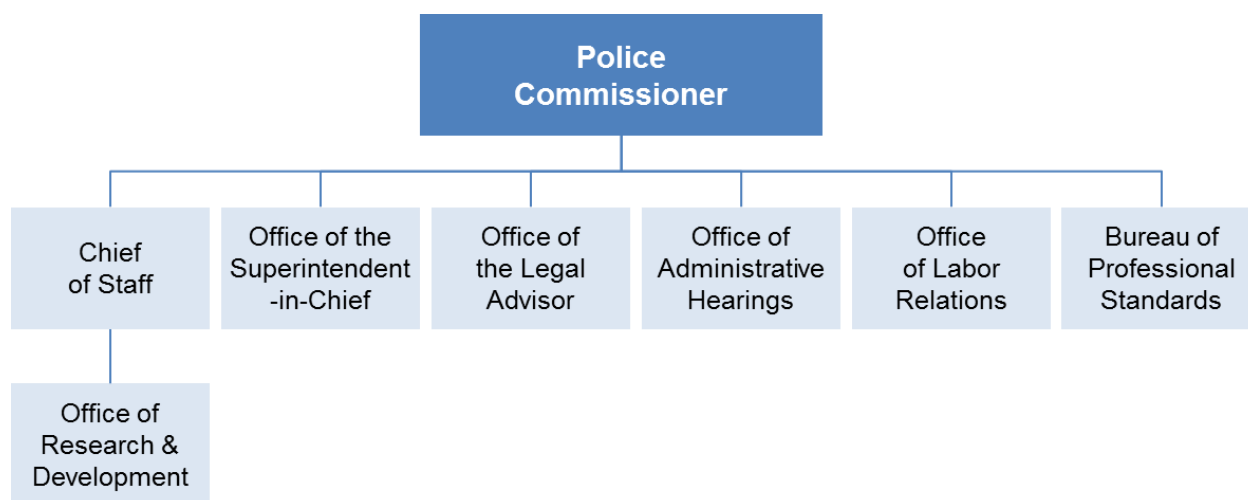 Police
Commissioner
Chief
of Staff
Office of the
Superintendent
-in-Chief
Office of
the Legal
Advisor
Office of
Administrative
Hearings
Office
of Labor
Relations
Bureau of
Professional
Standards
Office of
Research &
Development